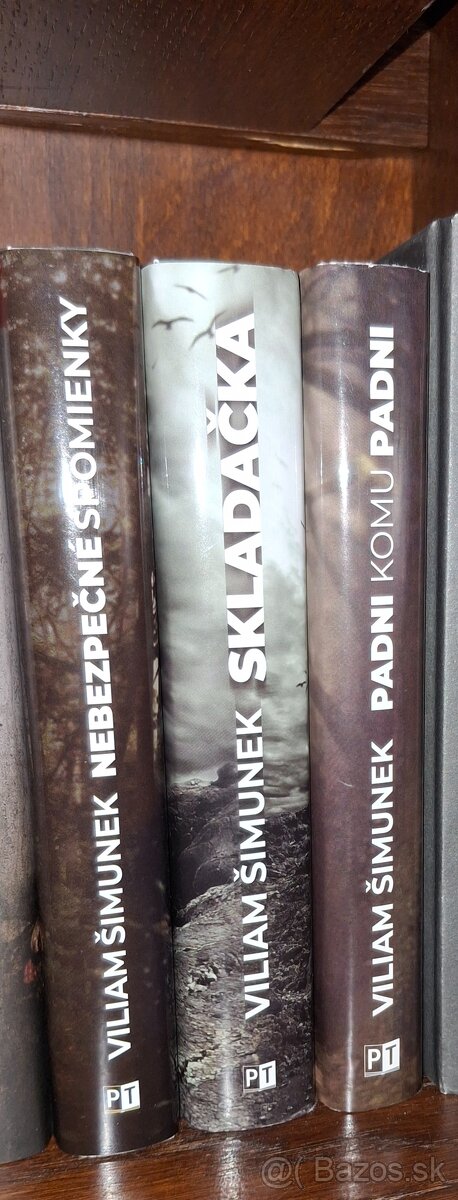 VILIAM ŠIMUNEK NEBEZPEČNÉ SPOMIENKY
PT
VILIAM ŠIMUNEK SKLADAČKA
PT
VILIAM ŠIMUNEK PADNI KOMU PADNI
PT
Bazos.sk